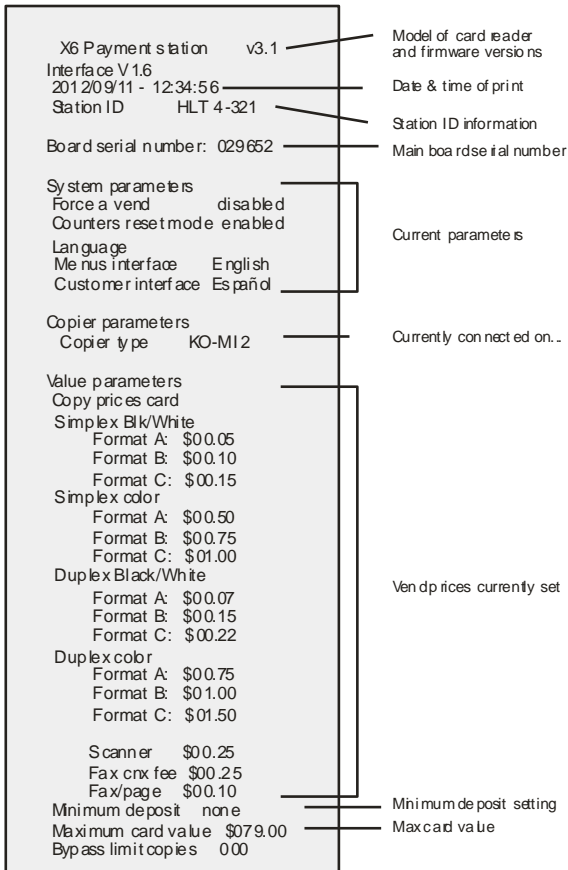 X6 Payment station v3.1
Model of card reader
and firmware versions
Interface V1.6
2012/09/11 - 12:34:56
Date & time of print
Station ID HLT 4-321
Station ID information
Board serial number: 029652
Main board serial number
System parameters
Force a vend disabled
Counters reset mode enabled
Current parameters
Language
Menus interface English
Customer interface Español
Copier parameters
Copier type KO-MI2
Currently connected on...
Value parameters
Copy prices card
Simplex Blk/White
Format A: $00.05
Format B: $00.10
Format C: $00.15
Simplex color
Format A: $00.50
Format B: $00.75
Format C: $01.00
Duplex Black/White
Format A: $00.07
Vend prices currently set
Format B: $00.15
Format C: $00.22
Duplex color
Format A: $00.75
Format B: $01.00
Format C: $01.50
Scanner $00.25
Fax cnx fee $00.25
Fax/page $00.10
Minimum deposit none
Minimum deposit setting
Maximum card value $079.00
Max card value
Bypass limit copies 000